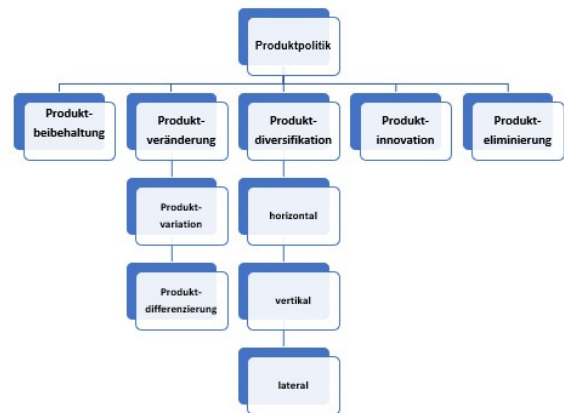 Produktpolitik
Produkt-
beibehaltung
Produkt-
veränderung
Produkt-
diversifikation
Produkt-
innovation
Produkt-
eliminierung
Produkt-
variation
horizontal
Produkt-
differenzierung
vertikal
lateral